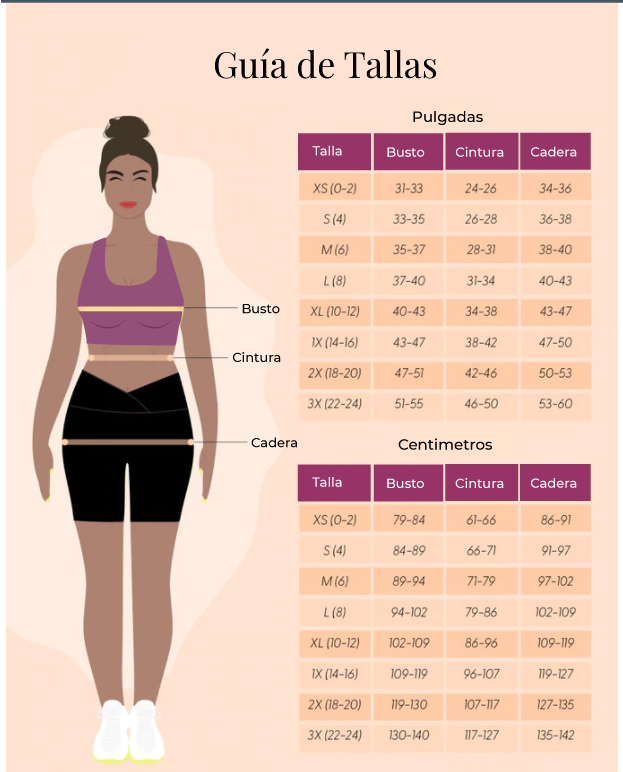 Guía de Tallas
Pulgadas
Talla Busto Cintura Cadera
XS (0-2) 31-33 24-26 34-36
S (4) 33-35 26-28 36-38
M (6) 35-37 28-31 38-40
L (8) 37-40 31-34 40-43
XL (10-12) 40-43 34-38 43-47
1X (14-16) 43-47 38-42 47-50
2X (18-20) 47-51 42-46 50-53
3X (22-24) 51-55 46-50 53-60
Busto
Cintura
Cadera
Centimetros
Talla Busto Cintura Cadera
XS (0-2) 79-84 61-66 86-91
S (4) 84-89 66-71 91-97
M (6) 89-94 71-79 97-102
L (8) 94-102 79-86 102-109
XL (10-12) 102-109 86-96 109-119
1X (14-16) 109-119 96-107 119-127
2X (18-20) 119-130 107-117 127-135
3X (22-24) 130-140 117-127 135-142